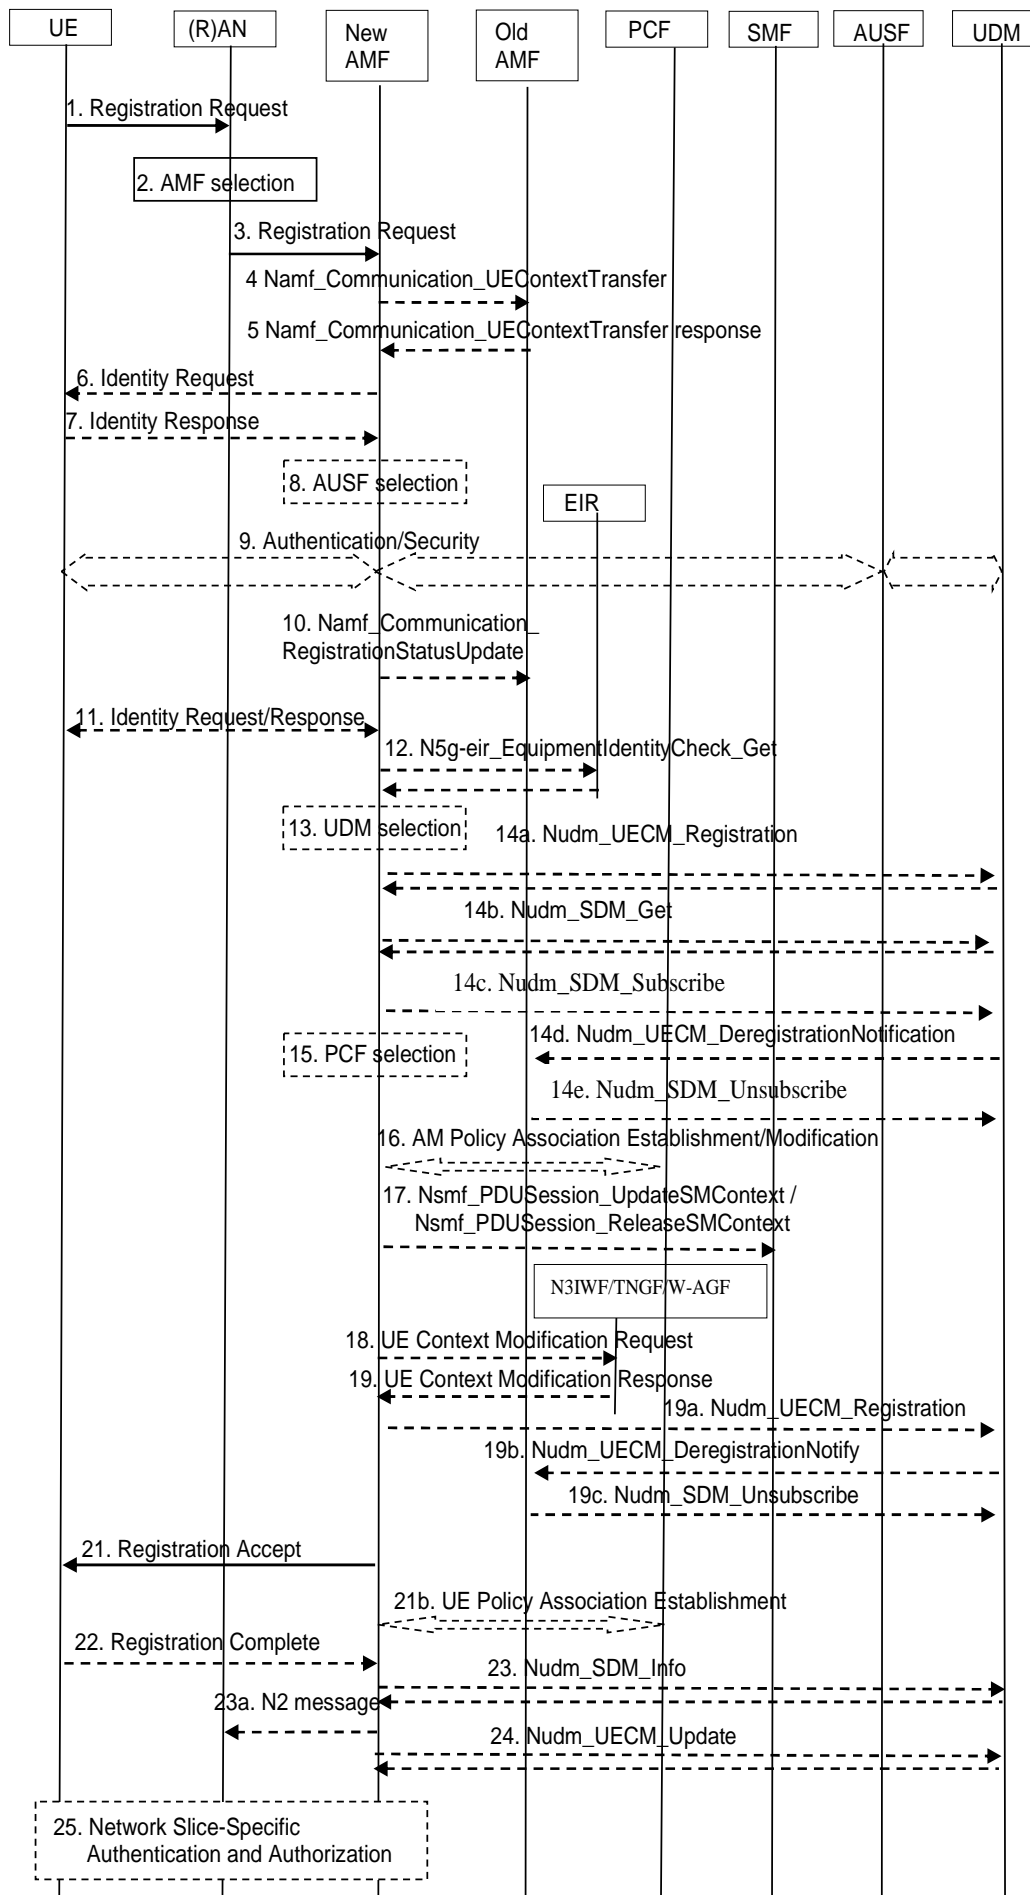 UE
(R)AN
New
AMF
Old
AMF
PCF
SMF
AUSF
UDM
1. Registration Request
2. AMF selection
3. Registration Request
4 Namf_Communication_UEContextTransfer
5 Namf_Communication_UEContextTransfer response
6. Identity Request
7. Identity Response
8. AUSF selection
EIR
9. Authentication/Security
10. Namf_Communication_
RegistrationStatusUpdate
11. Identity Request/Response
12. N5g-eir_EquipmentIdentityCheck_Get
13. UDM selection
14a. Nudm_UECM_Registration
14b. Nudm_SDM_Get
14c. Nudm_SDM_Subscribe
14d. Nudm_UECM_DeregistrationNotification
15. PCF selection
14e. Nudm_SDM_Unsubscribe
16. AM Policy Association Establishment/Modification
17. Nsmf_PDUSession_UpdateSMContext /
Nsmf_PDUSession_ReleaseSMContext
N3IWF/TNGF/W-AGF
18. UE Context Modification Request
19. UE Context Modification Response
19a. Nudm_UECM_Registration
19b. Nudm_UECM_DeregistrationNotify
19c. Nudm_SDM_Unsubscribe
21. Registration Accept
21b. UE Policy Association Establishment
22. Registration Complete
23. Nudm_SDM_Info
23a. N2 message
24. Nudm_UECM_Update
25. Network Slice-Specific
Authentication and Authorization